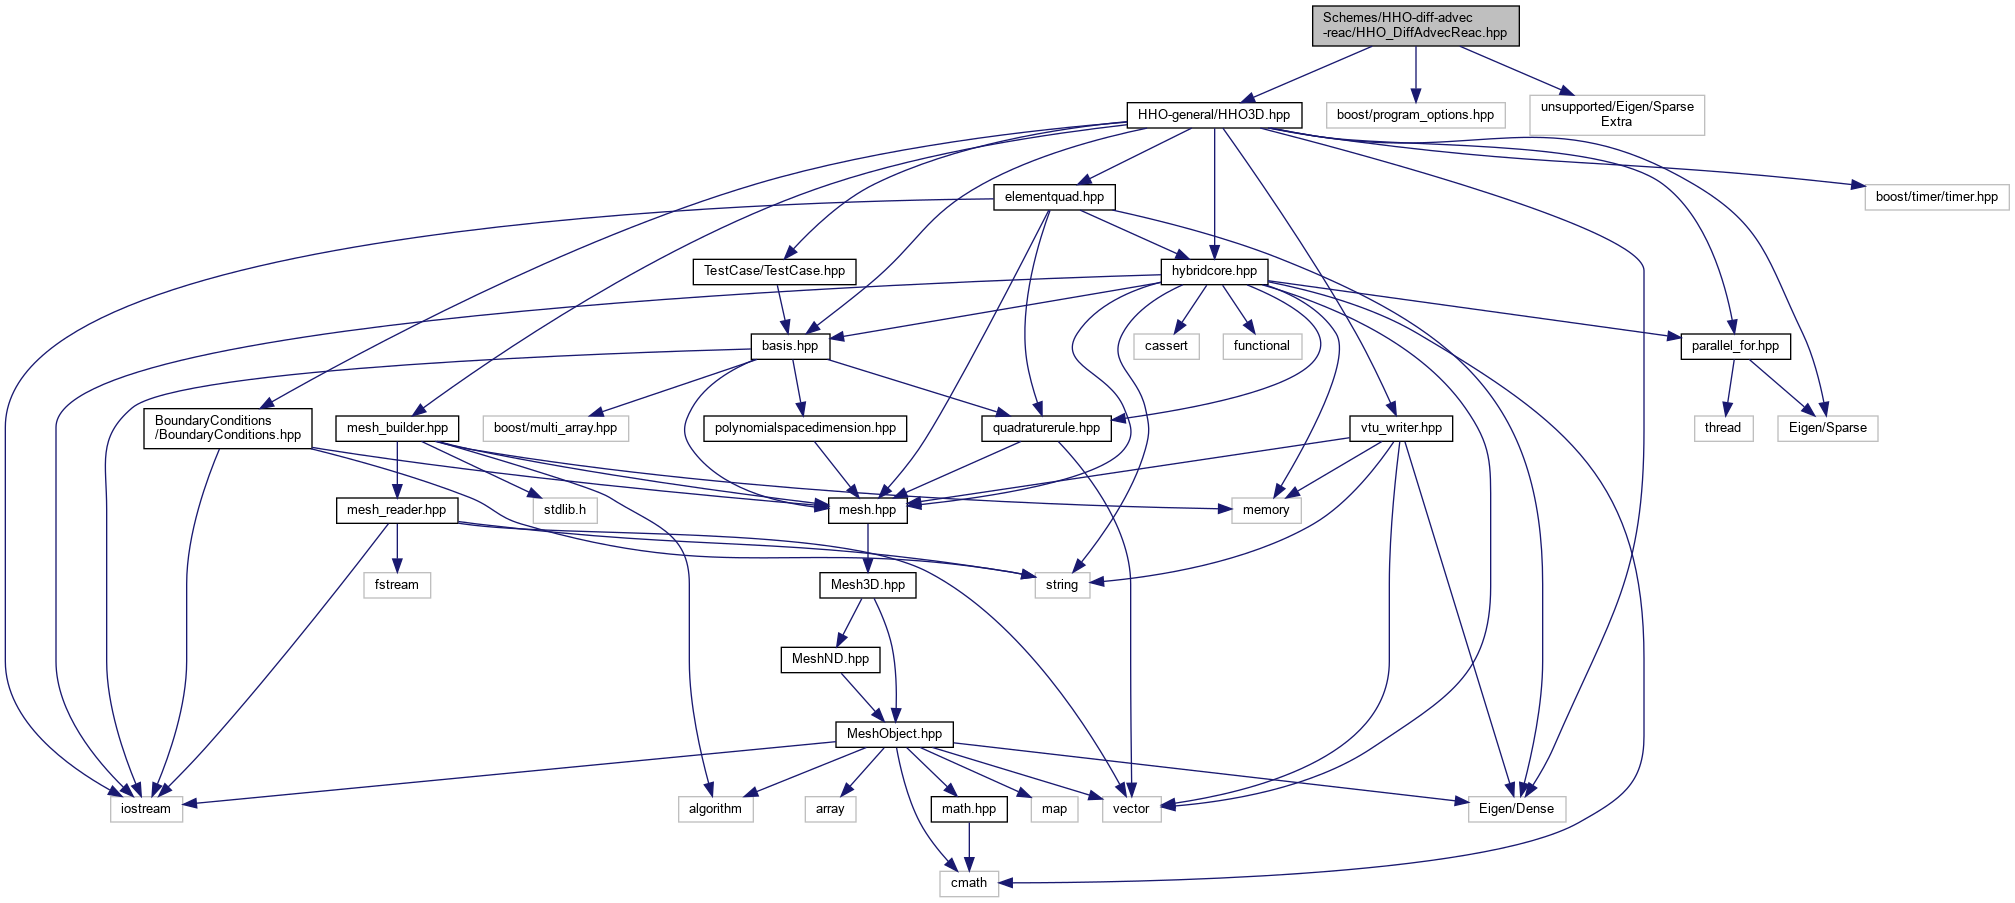 Schemes/HHO-diff-advec
-reac/HHO_DiffAdvecReac.hpp
HHO-general/HHO3D.hpp
boost/program_options.hpp
unsupported/Eigen/Sparse
Extra
elementquad.hpp
boost/timer/timer.hpp
TestCase/TestCase.hpp
hybridcore.hpp
basis.hpp
cassert
functional
parallel_for.hpp
BoundaryConditions
/BoundaryConditions.hpp
mesh_builder.hpp
boost/multi_array.hpp
polynomialspacedimension.hpp
quadraturerule.hpp
vtu_writer.hpp
thread
Eigen/Sparse
mesh_reader.hpp
stdlib.h
mesh.hpp
memory
fstream
Mesh3D.hpp
string
MeshND.hpp
MeshObject.hpp
iostream
algorithm
array
math.hpp
map
vector
Eigen/Dense
cmath